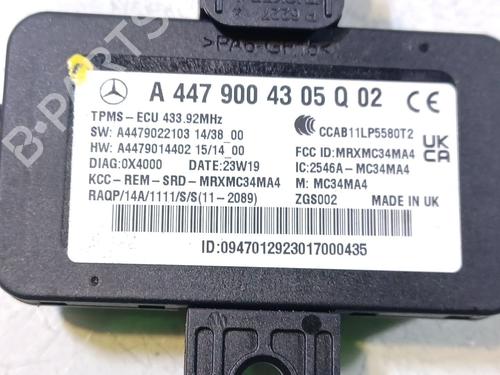 >PA6-GF15<
A 447 900 43 05 Q 02
TPMS-ECU 433.92MHz
SW: A4479022103 14/38_00
HW: A4479014402 15/14_00
DIAG:0X4000 DATE:23W19
KCC-REM-SRD-MRXMC34MA4
RAQP/14A/1111/S/S(11-2089)
CCAB11LP5580T2
FCC ID:MRXMC34MA4
IC:2546A-MC34MA4
M: MC34MA4
ZGS002 MADE IN UK
CE
UK
CA
ID:0947012923017000435
B-PARTS